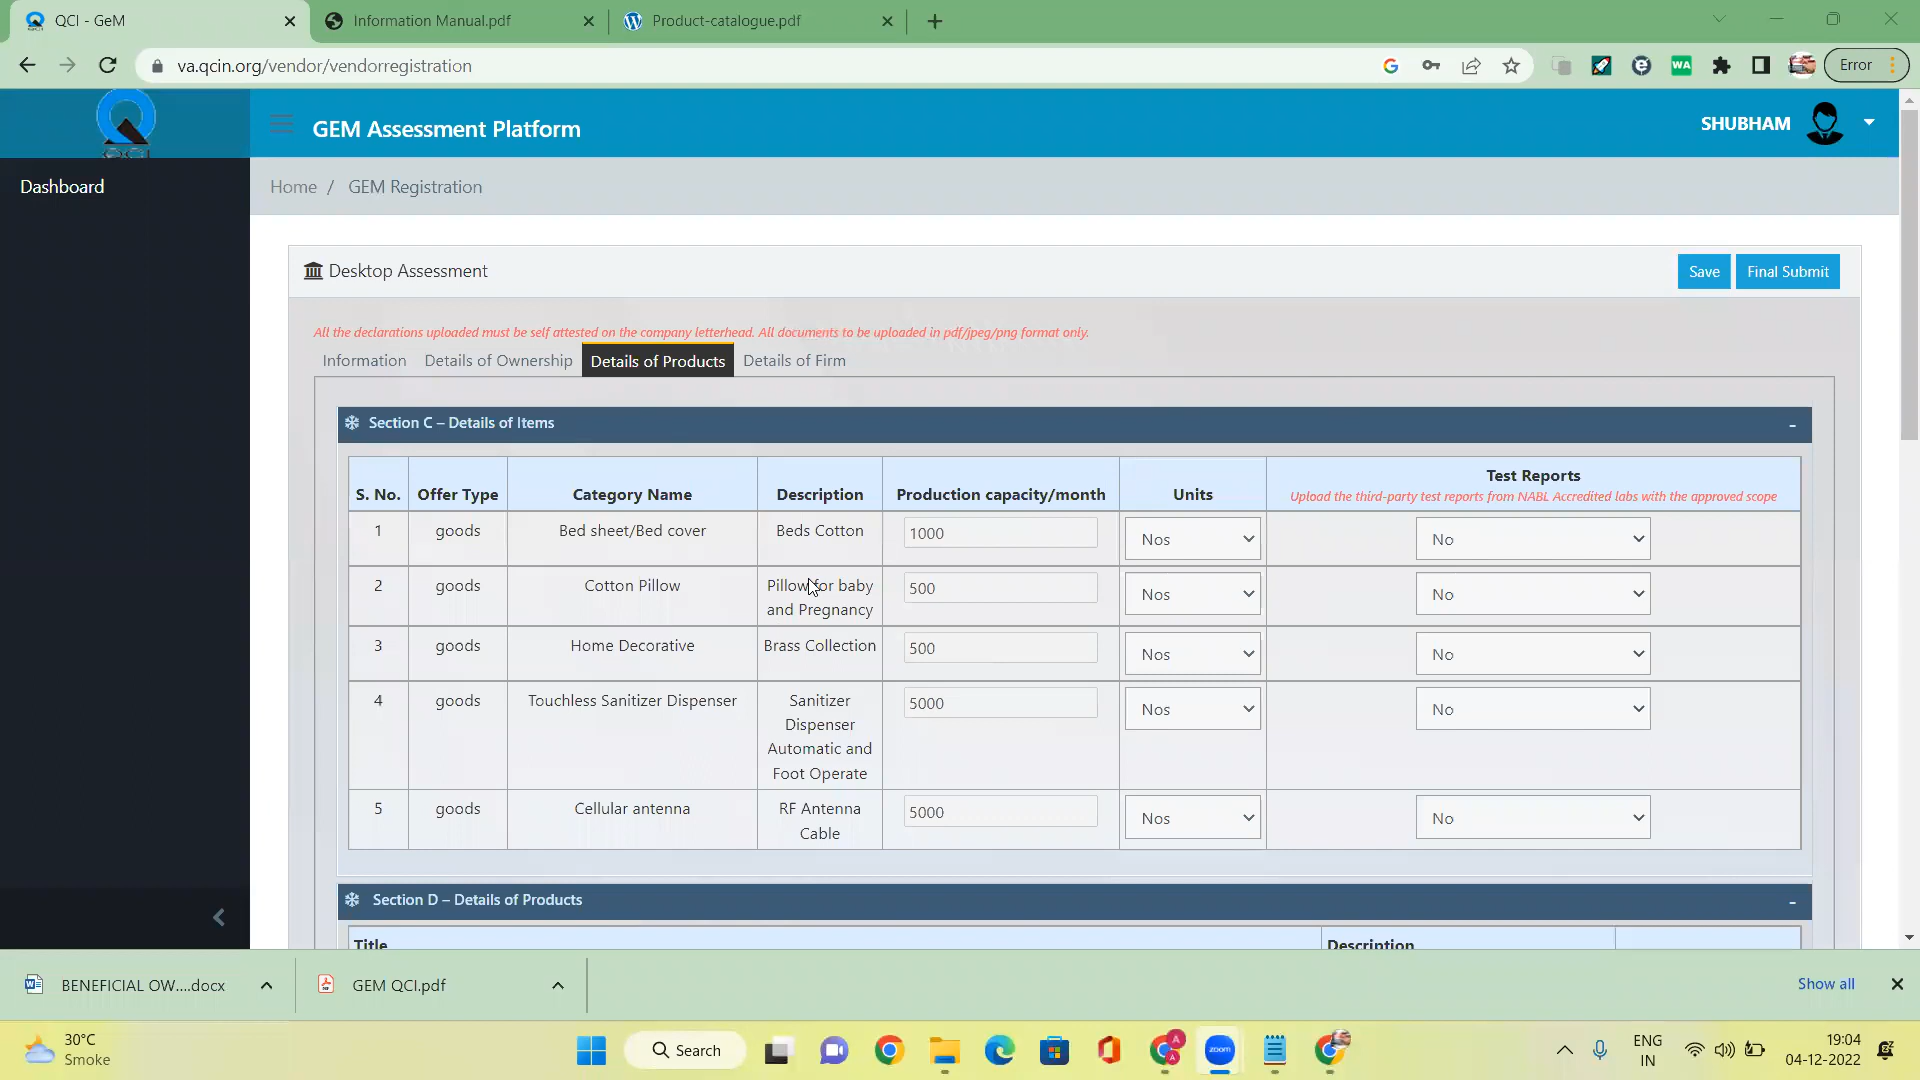 QCI - GeM
Information Manual.pdf
Product-catalogue.pdf
va.qcin.org/vendor/vendorregistration
WA
Error
QCI
GEM Assessment Platform
SHUBHAM
Dashboard
Home / GEM Registration
Desktop Assessment
Save
Final Submit
All the declarations uploaded must be self attested on the company letterhead. All documents to be uploaded in pdf/jpeg/png format only.
Information
Details of Ownership
Details of Products
Details of Firm
Section C – Details of Items
S. No. Offer Type Category Name Description Production capacity/month Units Test Reports
Upload the third-party test reports from NABL Accredited labs with the approved scope
1 goods Bed sheet/Bed cover Beds Cotton 1000 Nos No
2 goods Cotton Pillow Pillow for baby 500 Nos No
and Pregnancy
3 goods Home Decorative Brass Collection 500 Nos No
4 goods Touchless Sanitizer Dispenser Sanitizer 5000 Nos No
Dispenser
Automatic and
Foot Operate
5 goods Cellular antenna RF Antenna 5000 Nos No
Cable
Section D – Details of Products
Title Description
BENEFICIAL OW....docx
GEM QCI.pdf
Show all
30°C
Smoke
Search
zoom
ENG
IN
19:04
04-12-2022